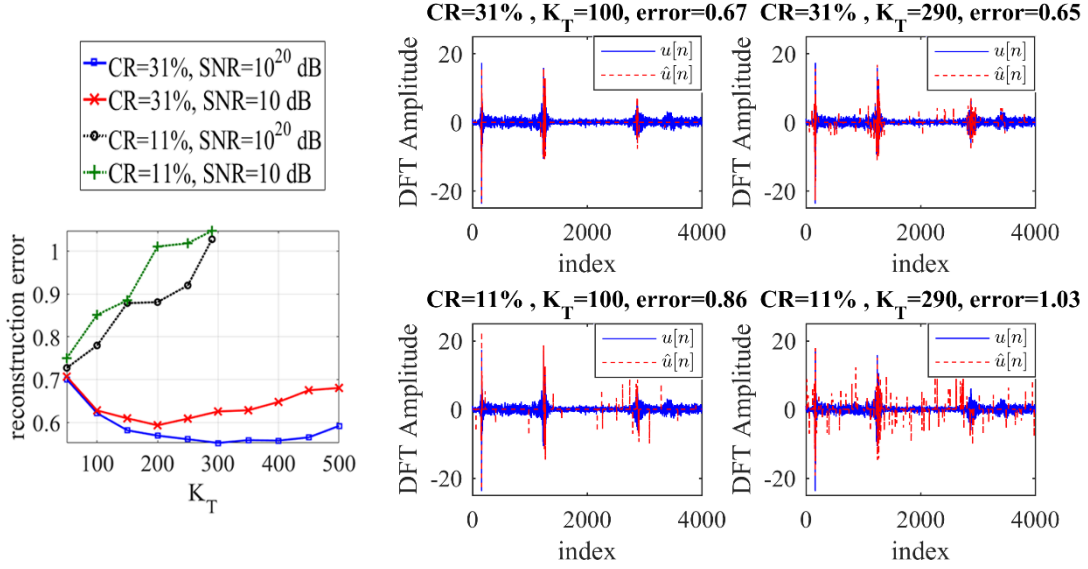 CR=31%, SNR=10^20 dB
CR=31%, SNR=10 dB
CR=11%, SNR=10^20 dB
CR=11%, SNR=10 dB
reconstruction error
1
0.9
0.8
0.7
0.6
100 200 300 400 500
K_T
CR=31% , K_T=100, error=0.67
DFT Amplitude
20
0
-20
u[n]
û[n]
0 2000 4000
index
CR=31% , K_T=290, error=0.65
DFT Amplitude
20
0
-20
u[n]
û[n]
0 2000 4000
index
CR=11% , K_T=100, error=0.86
DFT Amplitude
20
0
-20
u[n]
û[n]
0 2000 4000
index
CR=11% , K_T=290, error=1.03
DFT Amplitude
20
0
-20
u[n]
û[n]
0 2000 4000
index